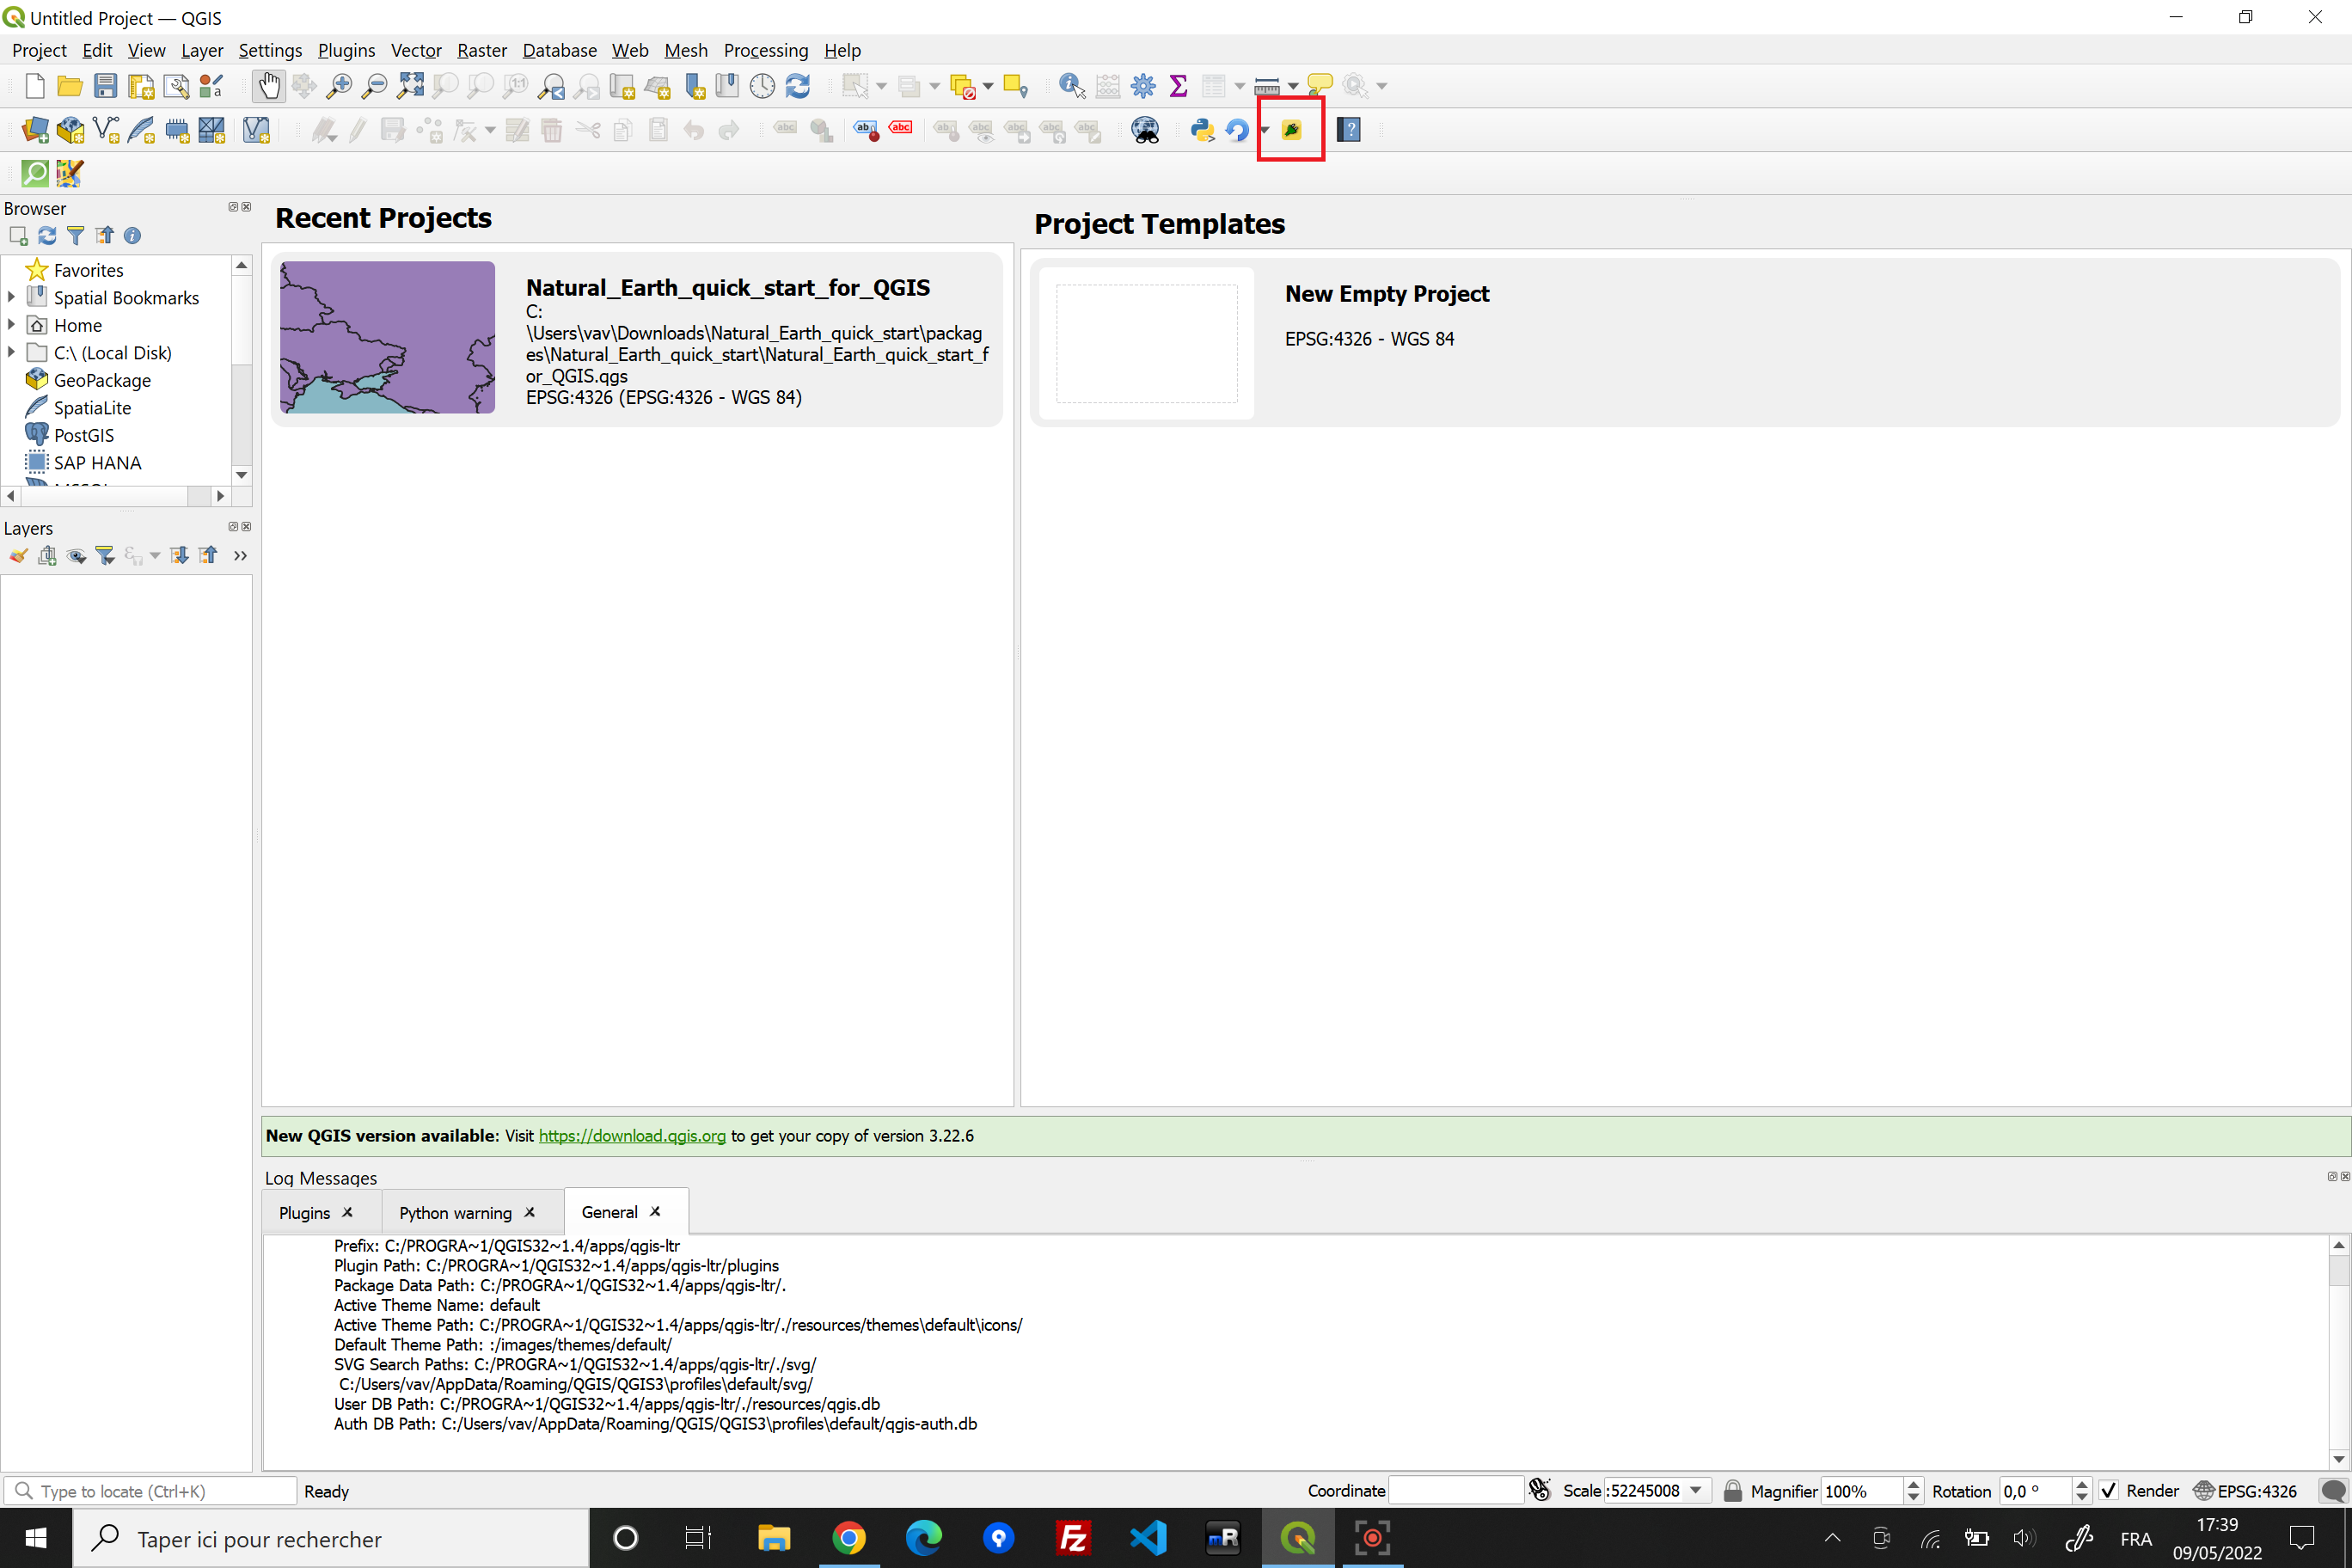 Untitled Project — QGIS
Project Edit View Layer Settings Plugins Vector Raster Database Web Mesh Processing Help
Browser
Favorites
Spatial Bookmarks
Home
C:\ (Local Disk)
GeoPackage
SpatiaLite
PostGIS
SAP HANA
Layers
Recent Projects
Natural_Earth_quick_start_for_QGIS
C:
\Users\vav\Downloads\Natural_Earth_quick_start\packag
es\Natural_Earth_quick_start\Natural_Earth_quick_start_f
or_QGIS.qgs
EPSG:4326 (EPSG:4326 - WGS 84)
Project Templates
New Empty Project
EPSG:4326 - WGS 84
New QGIS version available: Visit https://download.qgis.org to get your copy of version 3.22.6
Log Messages
Plugins
Python warning
General
Prefix: C:/PROGRA~1/QGIS32~1.4/apps/qgis-ltr
Plugin Path: C:/PROGRA~1/QGIS32~1.4/apps/qgis-ltr/plugins
Package Data Path: C:/PROGRA~1/QGIS32~1.4/apps/qgis-ltr/.
Active Theme Name: default
Active Theme Path: C:/PROGRA~1/QGIS32~1.4/apps/qgis-ltr/./resources/themes\default\icons/
Default Theme Path: :/images/themes/default/
SVG Search Paths: C:/PROGRA~1/QGIS32~1.4/apps/qgis-ltr/./svg/
C:/Users/vav/AppData/Roaming/QGIS/QGIS3\profiles\default/svg/
User DB Path: C:/PROGRA~1/QGIS32~1.4/apps/qgis-ltr/./resources/qgis.db
Auth DB Path: C:/Users/vav/AppData/Roaming/QGIS/QGIS3\profiles\default/qgis-auth.db
Type to locate (Ctrl+K)
Ready
Coordinate
Scale :52245008
Magnifier 100%
Rotation 0,0 °
Render
EPSG:4326
Taper ici pour rechercher
FRA
17:39
09/05/2022